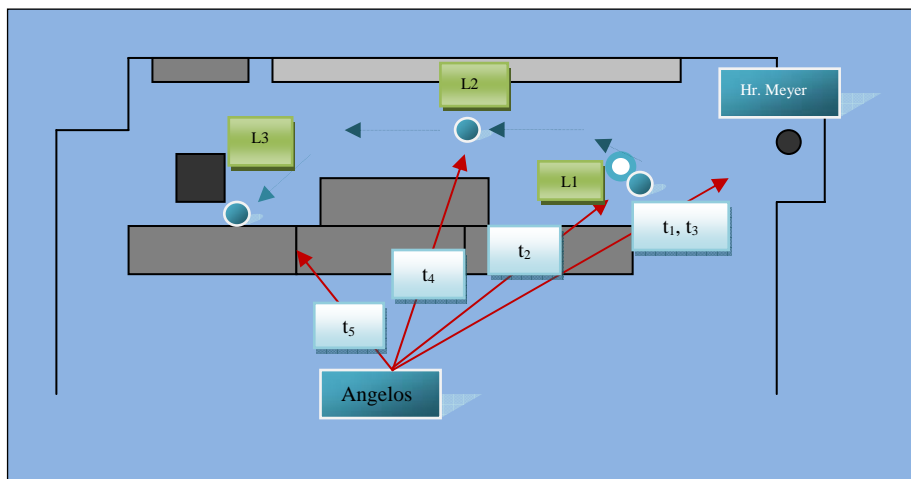 L2
Hr. Meyer
L3
L1
t₁, t₃
t₂
t₄
t₅
Angelos